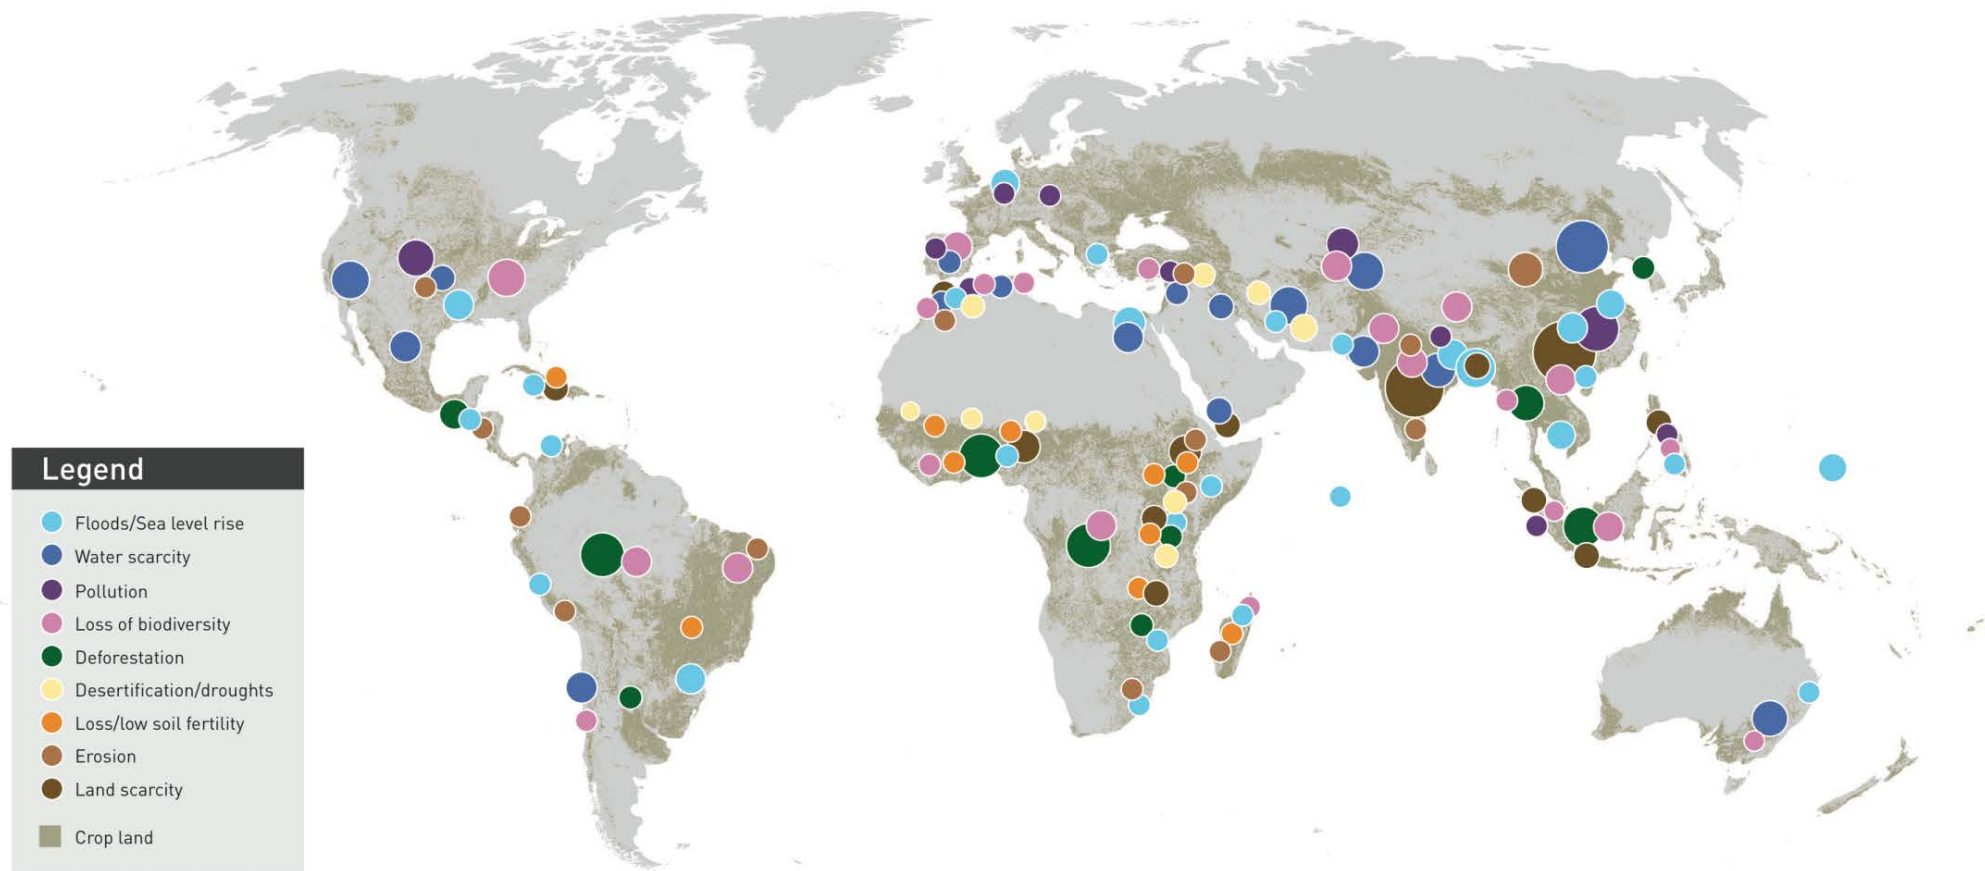 Legend
Floods/Sea level rise
Water scarcity
Pollution
Loss of biodiversity
Deforestation
Desertification/droughts
Loss/low soil fertility
Erosion
Land scarcity
Crop land